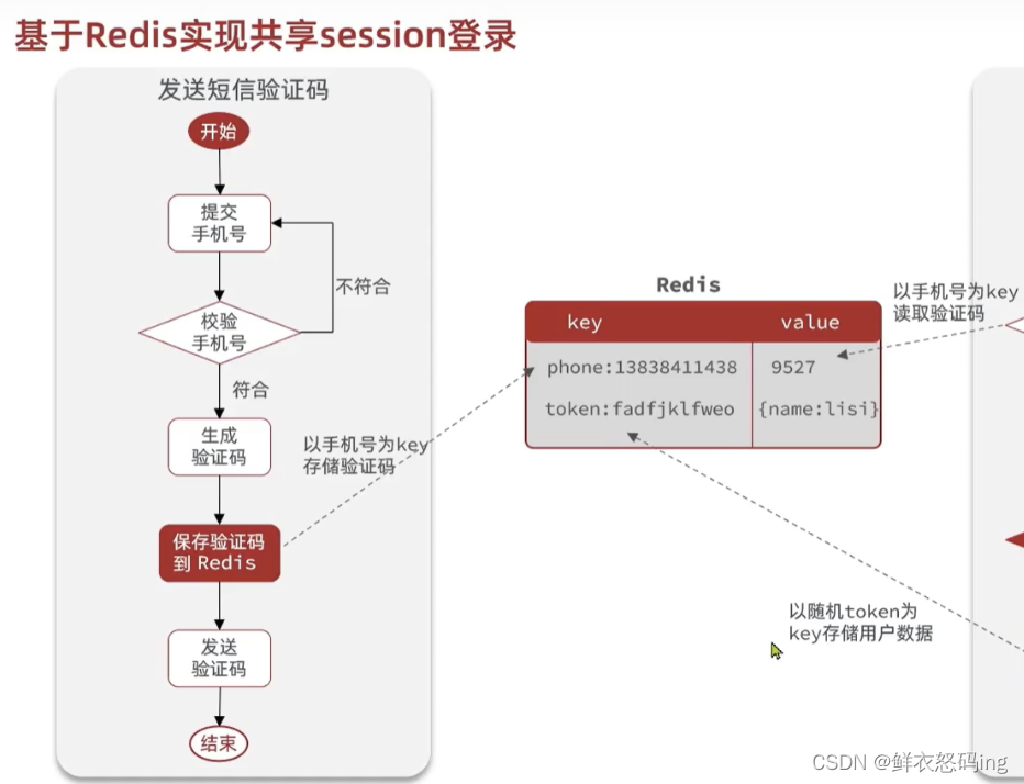 基于Redis实现共享session登录
发送短信验证码
开始
提交
手机号
不符合
校验
手机号
符合
生成
验证码
以手机号为key
存储验证码
保存验证码
到 Redis
发送
验证码
结束
Redis
key value
phone:13838411438 9527
token:fadfjklfweo {name:lisi}
以手机号为key
读取验证码
以随机token为
key存储用户数据
CSDN @鲜衣怒码ing